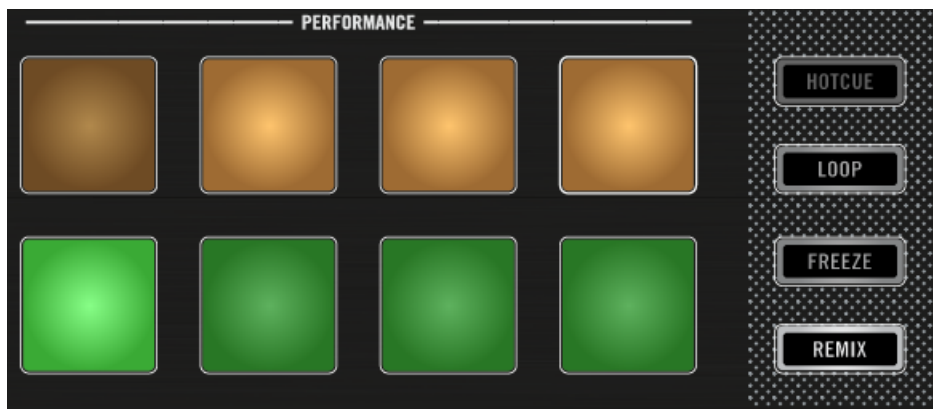 PERFORMANCE
HOTCUE
LOOP
FREEZE
REMIX